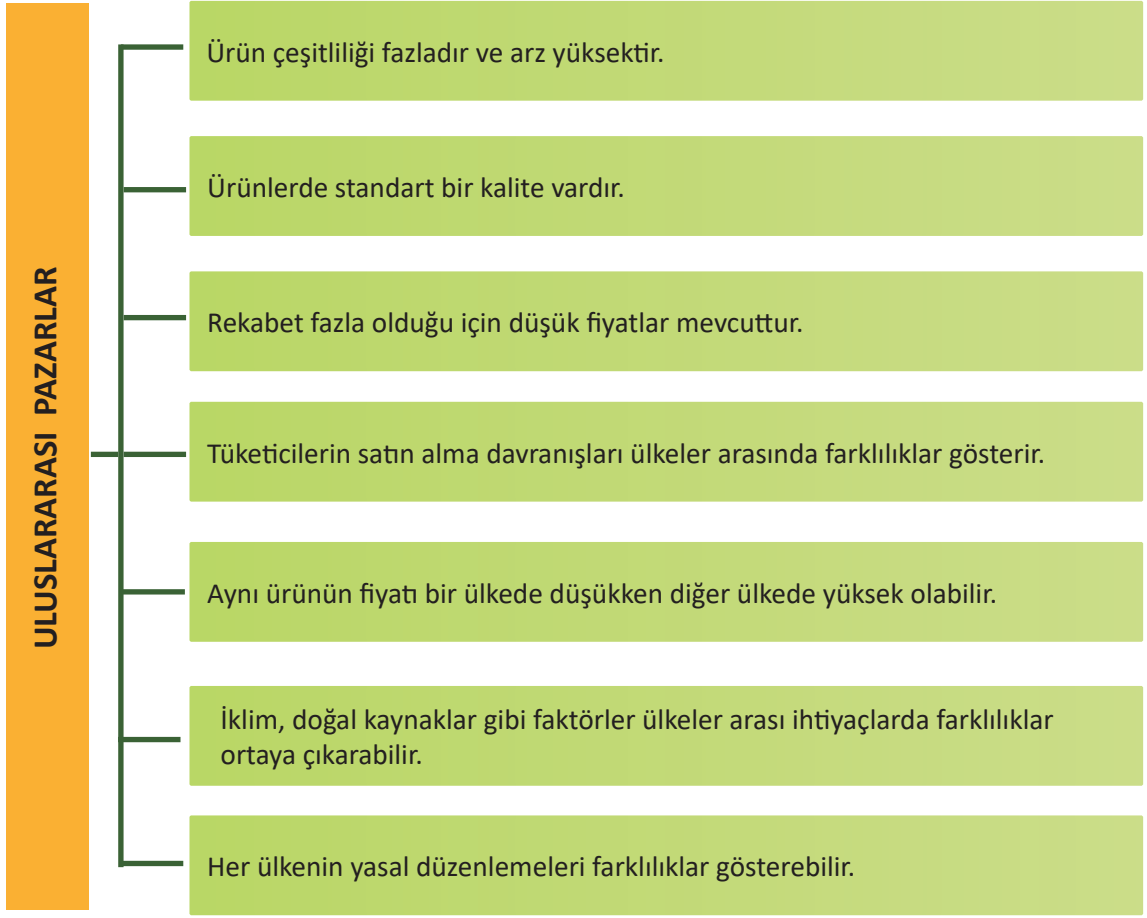 ULUSLARARASI PAZARLAR
Ürün çeşitliliği fazladır ve arz yüksektir.
Ürünlerde standart bir kalite vardır.
Rekabet fazla olduğu için düşük fiyatlar mevcuttur.
Tüketicilerin satın alma davranışları ülkeler arasında farklılıklar gösterir.
Aynı ürünün fiyatı bir ülkede düşükken diğer ülkede yüksek olabilir.
İklim, doğal kaynaklar gibi faktörler ülkeler arası ihtiyaçlarda farklılıklar
ortaya çıkarabilir.
Her ülkenin yasal düzenlemeleri farklılıklar gösterebilir.